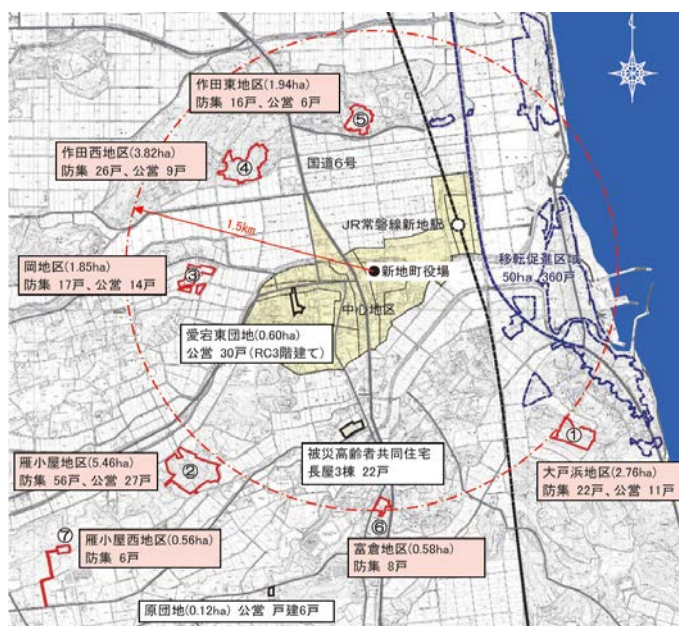 作田東地区(1.94ha)
防集 16戸、公営 6戸
⑤
作田西地区(3.82ha)
防集 26戸、公営 9戸
④
国道6号
1.5km
JR常磐線新地駅
岡地区(1.85ha)
防集 17戸、公営 14戸
③
新地町役場
移転促進区域
50ha、360戸
中心地区
愛宕東団地(0.60ha)
公営 30戸(RC3階建て)
①
被災高齢者共同住宅
長屋3棟 22戸
雁小屋地区(5.46ha)
防集 56戸、公営 27戸
②
大戸浜地区(2.76ha)
防集 22戸、公営 11戸
⑦
雁小屋西地区(0.56ha)
防集 6戸
⑥
富倉地区(0.58ha)
防集 8戸
原団地(0.12ha) 公営 戸建6戸